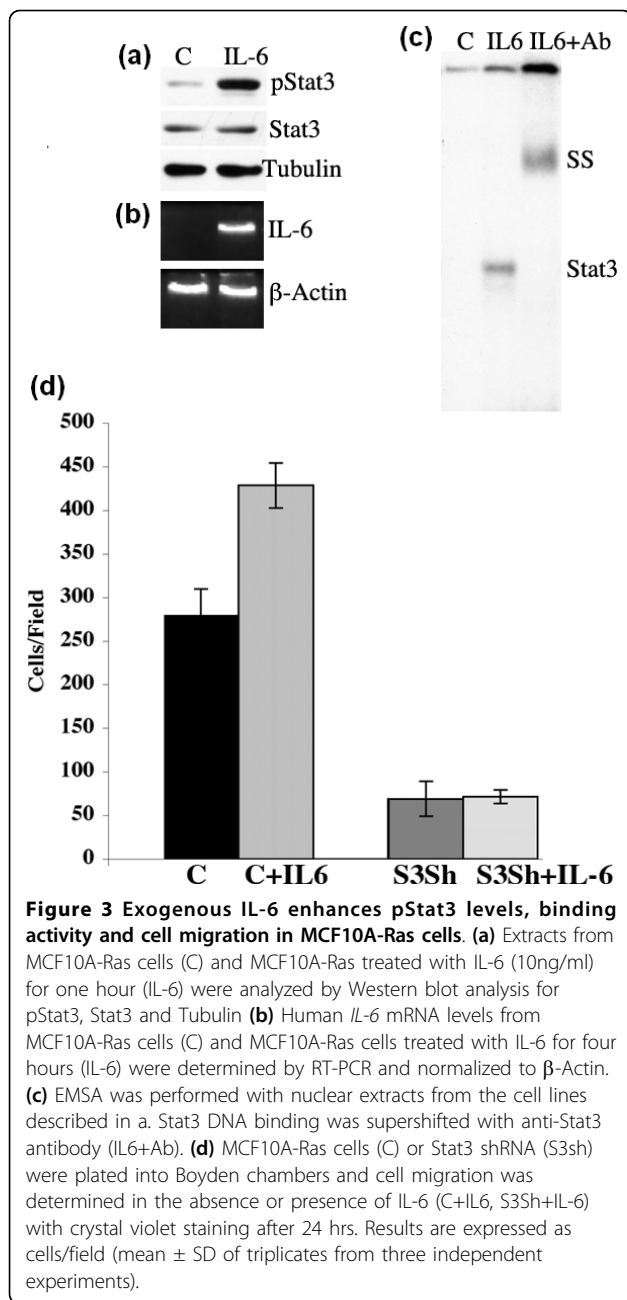 (a)
C IL-6
pStat3
Stat3
Tubulin
(b)
IL-6
β-Actin
(c)
C IL6 IL6+Ab
SS
Stat3
(d)
500
450
400
350
300
250
200
150
100
50
0
Cells/Field
C C+IL6 S3Sh S3Sh+IL-6
Figure 3 Exogenous IL-6 enhances pStat3 levels, binding
activity and cell migration in MCF10A-Ras cells. (a) Extracts from
MCF10A-Ras cells (C) and MCF10A-Ras treated with IL-6 (10ng/ml)
for one hour (IL-6) were analyzed by Western blot analysis for
pStat3, Stat3 and Tubulin (b) Human IL-6 mRNA levels from
MCF10A-Ras cells (C) and MCF10A-Ras cells treated with IL-6 for four
hours (IL-6) were determined by RT-PCR and normalized to β-Actin.
(c) EMSA was performed with nuclear extracts from the cell lines
described in a. Stat3 DNA binding was supershifted with anti-Stat3
antibody (IL6+Ab). (d) MCF10A-Ras cells (C) or Stat3 shRNA (S3sh)
were plated into Boyden chambers and cell migration was
determined in the absence or presence of IL-6 (C+IL6, S3Sh+IL-6)
with crystal violet staining after 24 hrs. Results are expressed as
cells/field (mean ± SD of triplicates from three independent
experiments).